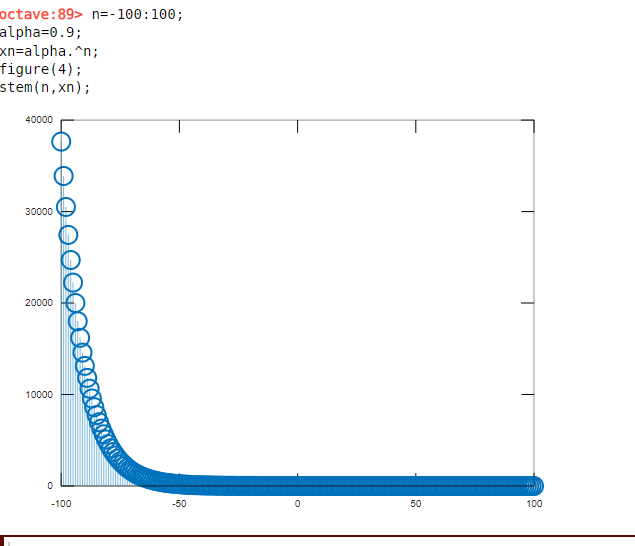 octave:89> n=-100:100;
alpha=0.9;
xn=alpha.^n;
figure(4);
stem(n,xn);
40000
30000
20000
10000
0
-100 -50 0 50 100